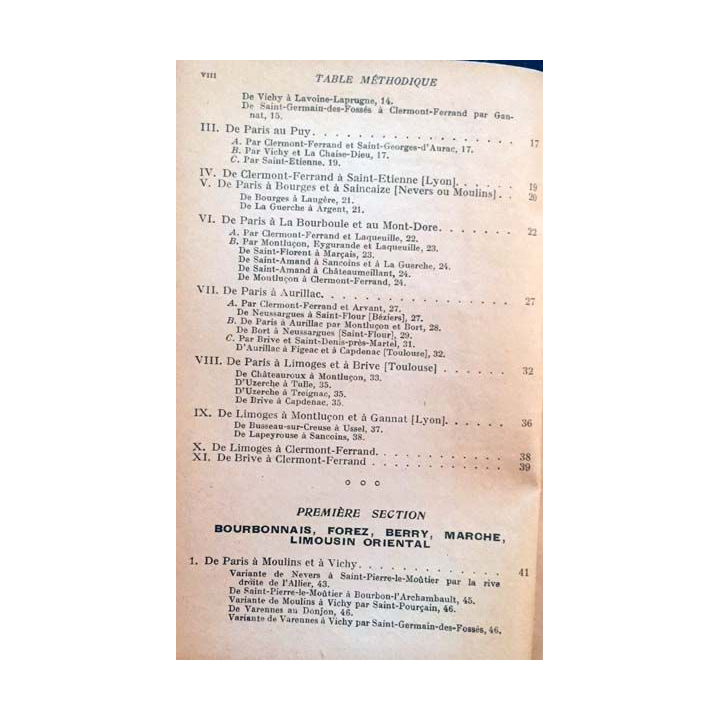 VIII TABLE MÉTHODIQUE
De Vichy à Lavoine-Laprugne, 14.
De Saint-Germain-des-Fossés à Clermont-Ferrand par Gan-
nat, 15.
III. De Paris au Puy. . . . . . . . . . . . . . . 17
A. Par Clermont-Ferrand et Saint-Georges-d'Aurac, 17.
B. Par Vichy et La Chaise-Dieu, 17.
C. Par Saint-Etienne, 19.
IV. De Clermont-Ferrand à Saint-Etienne [Lyon]. . . . . . 19
V. De Paris à Bourges et à Saincaize [Nevers ou Moulins]. . 20
De Bourges à Laugère, 21.
De La Guerche à Argent, 21.
VI. De Paris à La Bourboule et au Mont-Dore. . . . . . . 22
A. Par Clermont-Ferrand et Laqueuille, 22.
B. Par Montluçon, Eygurande et Laqueuille, 23.
De Saint-Florent à Marçais, 23.
De Saint-Amand à Sancoins et à La Guerche, 24.
De Saint-Amand à Châteaumeillant, 24.
De Montluçon à Clermont-Ferrand, 24.
VII. De Paris à Aurillac. . . . . . . . . . . . . . . 27
A. Par Clermont-Ferrand et Arvant, 27.
De Neussargues à Saint-Flour [Béziers], 27.
B. De Paris à Aurillac par Montluçon et Bort, 28.
De Bort à Neussargues [Saint-Flour], 29.
C. Par Brive et Saint-Denis-près-Martel, 31.
D'Aurillac à Figeac et à Capdenac [Toulouse], 32.
VIII. De Paris à Limoges et à Brive [Toulouse] . . . . . . 32
De Châteauroux à Montluçon, 33.
D'Uzerche à Tulle, 35.
D'Uzerche à Treignac, 35.
De Brive à Capdenac, 35.
IX. De Limoges à Montluçon et à Gannat [Lyon]. . . . . . 36
De Busseau-sur-Creuse à Ussel, 37.
De Lapeyrouse à Sancoins, 38.
X. De Limoges à Clermont-Ferrand. . . . . . . . . . . 38
XI. De Brive à Clermont-Ferrand . . . . . . . . . . . 39
o o o
PREMIÈRE SECTION
BOURBONNAIS, FOREZ, BERRY, MARCHE,
LIMOUSIN ORIENTAL
1. De Paris à Moulins et à Vichy. . . . . . . . . . . . 41
Variante de Nevers à Saint-Pierre-le-Moûtier par la rive
droite de l'Allier, 43.
De Saint-Pierre-le-Moûtier à Bourbon-l'Archambault, 45.
Variante de Moulins à Vichy par Saint-Pourçain, 46.
De Varennes au Donjon, 46.
Variante de Varennes à Vichy par Saint-Germain-des-Fossés, 46.